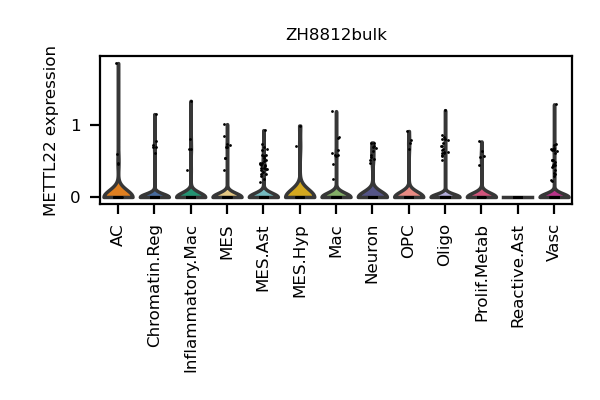 ZH8812bulk
METTL22 expression
1
0
AC
Chromatin.Reg
Inflammatory.Mac
MES
MES.Ast
MES.Hyp
Mac
Neuron
OPC
Oligo
Prolif.Metab
Reactive.Ast
Vasc